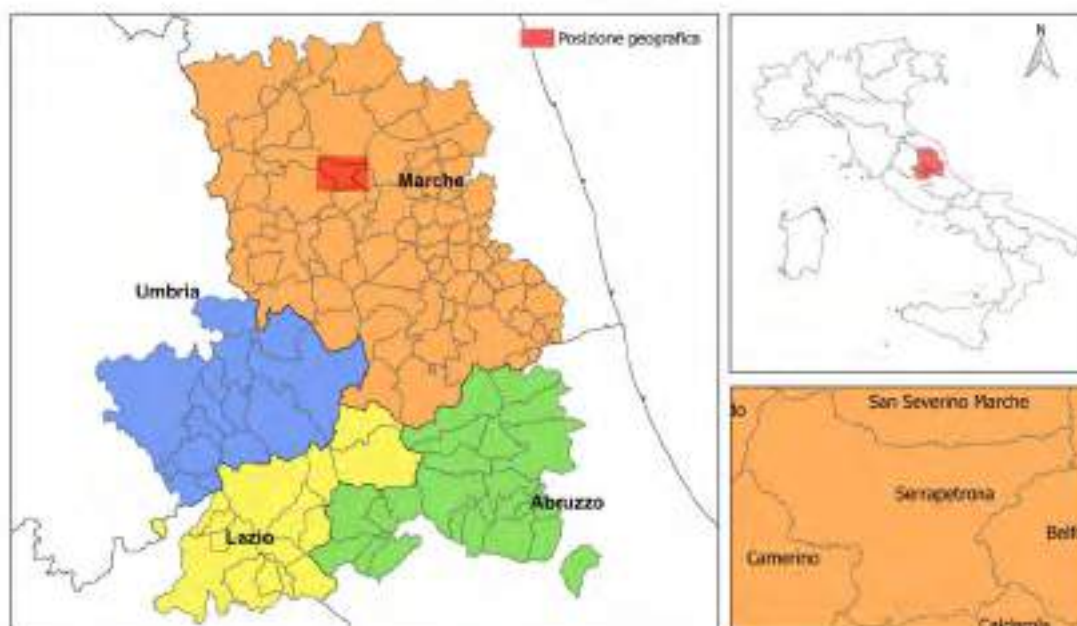 Posizione geografica
Marche
Umbria
Lazio
Abruzzo
N
San Severino Marche
Serrapetrona
Camerino